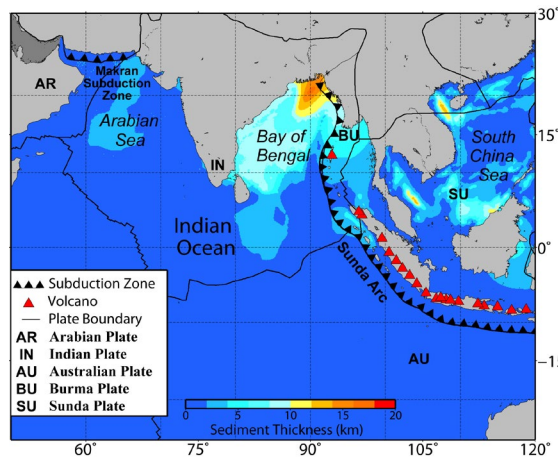 30°
AR
Makran
Subduction
Zone
Arabian
Sea
Bay of
Bengal
BU
15°
South
China
Sea
IN
SU
Indian
Ocean
0°
Sunda Arc
Subduction Zone
Volcano
Plate Boundary
AR Arabian Plate
IN Indian Plate
AU Australian Plate
BU Burma Plate
SU Sunda Plate
AU
-1
0 5 10 15 20
Sediment Thickness (km)
60° 75° 90° 105° 120